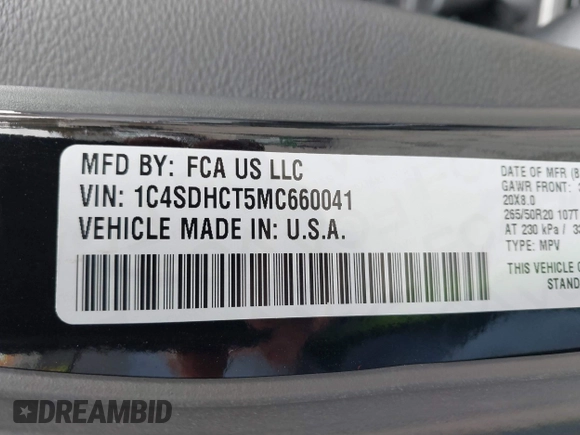 MFD BY: FCA US LLC
VIN: 1C4SDHCT5MC660041
VEHICLE MADE IN: U.S.A.
DATE OF MFR
GAWR FRONT:
20X8.0
265/50R20 107T
AT 230 kPa /
TYPE: MPV
THIS VEHICLE
STAND
DREAMBID